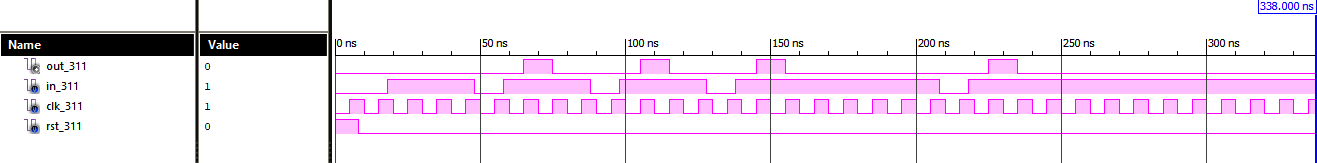 338.000 ns
Name Value
0 ns 50 ns 100 ns 150 ns 200 ns 250 ns 300 ns
out_311 0
in_311 1
clk_311 1
rst_311 0